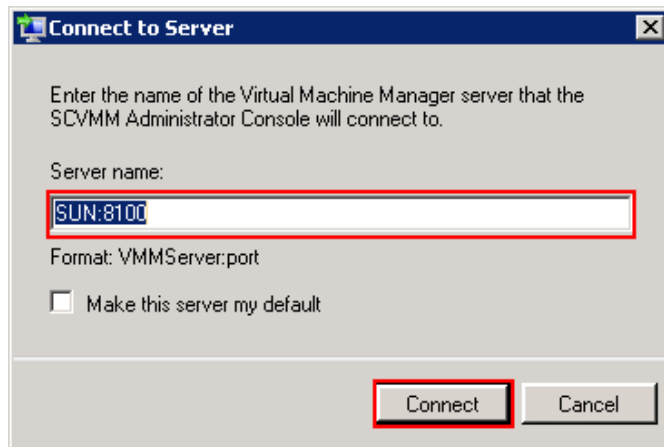 Connect to Server
Enter the name of the Virtual Machine Manager server that the
SCVMM Administrator Console will connect to.
Server name:
SUN:8100
Format: VMMServer:port
Make this server my default
Connect
Cancel